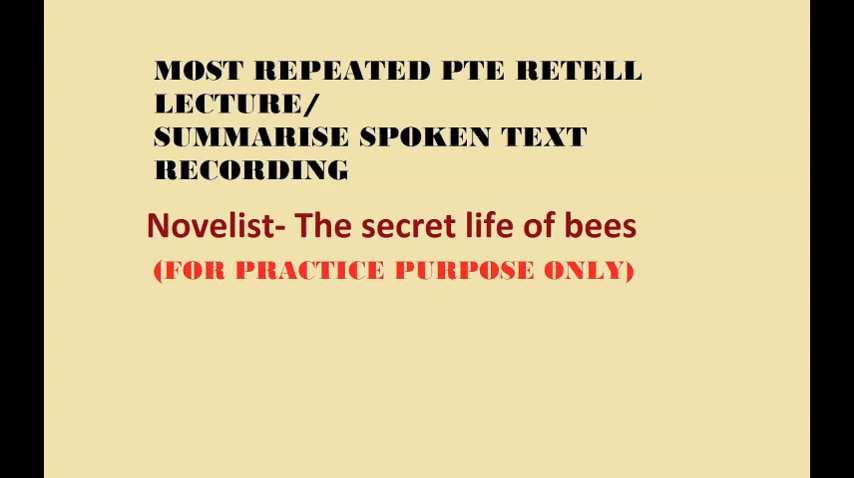 MOST REPEATED PTE RETELL
LECTURE/
SUMMARISE SPOKEN TEXT
RECORDING
Novelist- The secret life of bees
(FOR PRACTICE PURPOSE ONLY)